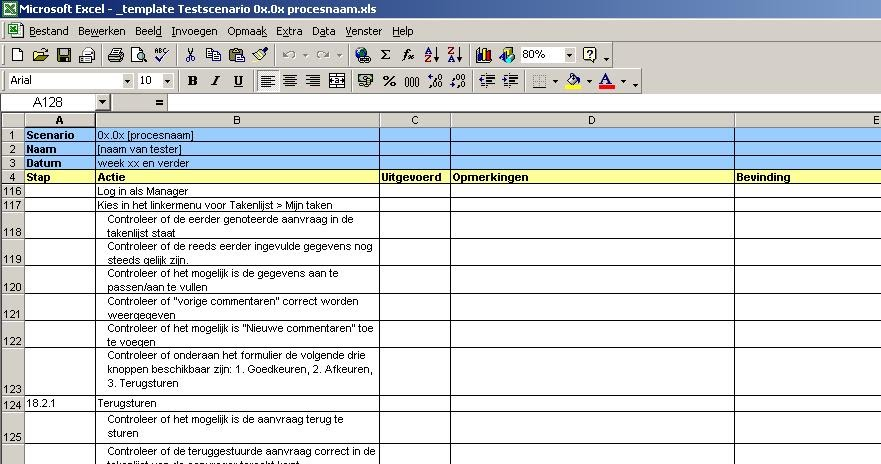 Microsoft Excel - _template Testscenario 0x.0x procesnaam.xls
Bestand Bewerken Beeld Invoegen Opmaak Extra Data Venster Help
80%
Arial 10 B I U % 000
A128 =
A B C D E
1 Scenario 0x.0x [procesnaam]
2 Naam [naam van tester]
3 Datum week xx en verder
4 Stap Actie Uitgevoerd Opmerkingen Bevinding
116 Log in als Manager
117 Kies in het linkermenu voor Takenlijst > Mijn taken
Controleer of de eerder genoteerde aanvraag in de
118 takenlijst staat
Controleer of de reeds eerder ingevulde gegevens nog
119 steeds gelijk zijn.
Controleer of het mogelijk is de gegevens aan te
120 passen/aan te vullen
Controleer of "vorige commentaren" correct worden
121 weergegeven
Controleer of het mogelijk is "Nieuwe commentaren" toe
122 te voegen
Controleer of onderaan het formulier de volgende drie
knoppen beschikbaar zijn: 1. Goedkeuren, 2. Afkeuren,
123 3. Terugsturen
124 18.2.1 Terugsturen
Controleer of het mogelijk is de aanvraag terug te
125 sturen
Controleer of de teruggestuurde aanvraag correct in de